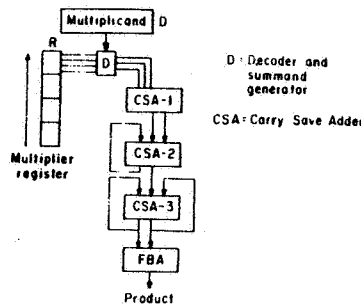 Multiplicand D
R
D
D = Decoder and
summand
generator
CSA-1
CSA = Carry Save Adder
CSA-2
Multiplier
register
CSA-3
FBA
Product